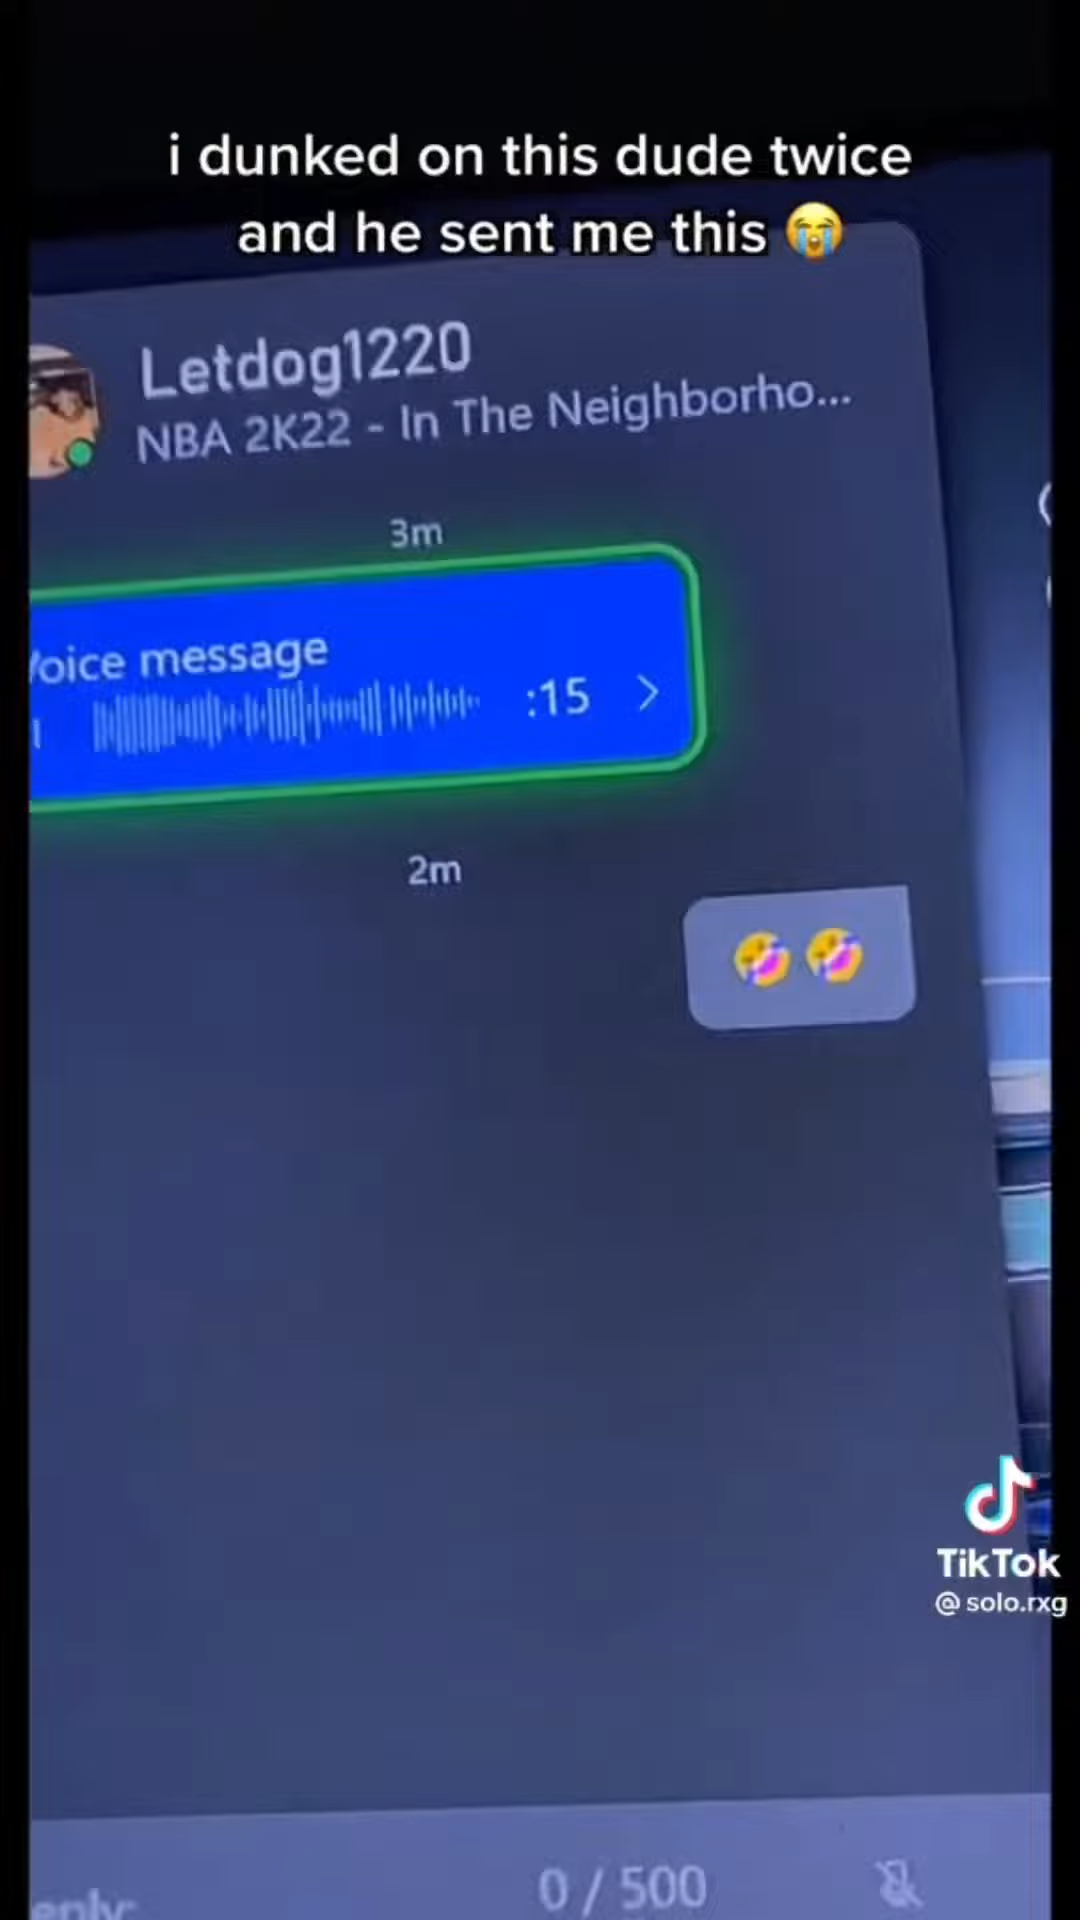 i dunked on this dude twice
and he sent me this 😭
Letdog1220
NBA 2K22 - In The Neighborho...
3m
Voice message
:15
2m
🤣🤣
TikTok
@solo.rxg
0 / 500